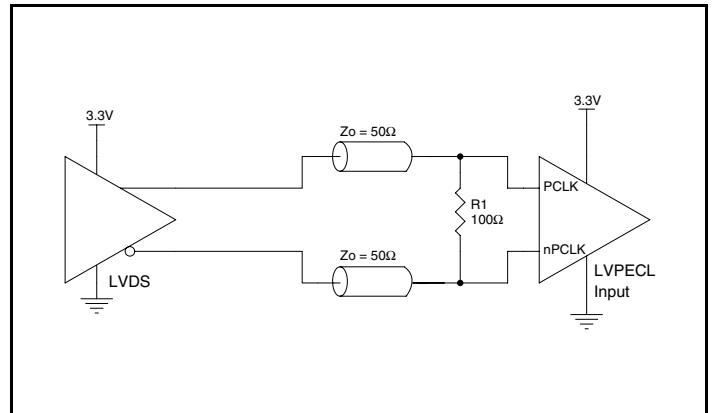 3.3V
3.3V
Zo = 50Ω
PCLK
R1
100Ω
Zo = 50Ω
nPCLK
LVDS
LVPECL
Input